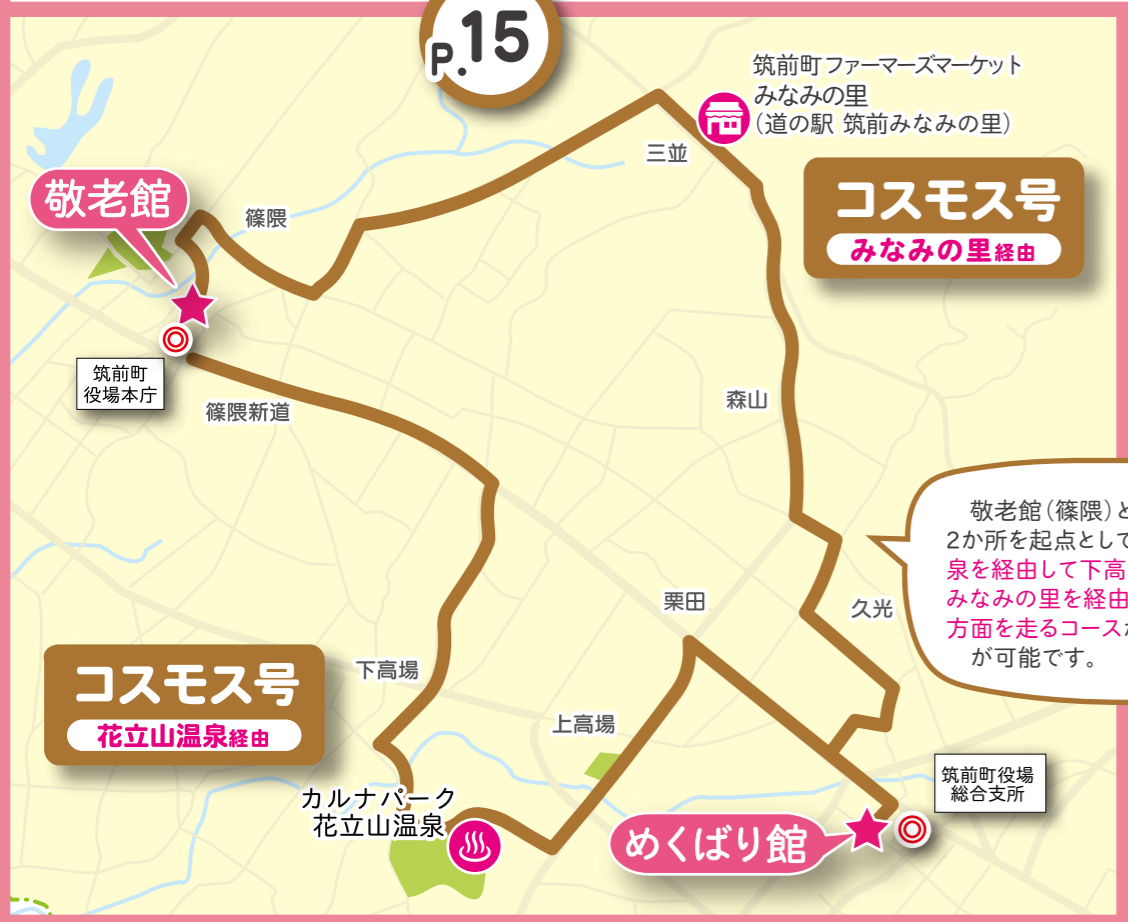 P.15
筑前町ファーマーズマーケット
みなみの里
(道の駅 筑前みなみの里)
三並
コスモス号
みなみの里経由
敬老館
篠隈
筑前町
役場本庁
篠隈新道
森山
敬老館(篠隈)と
2か所を起点として
泉を経由して下高
みなみの里を経由
方面を走るコース
が可能です。
久光
栗田
下高場
コスモス号
花立山温泉経由
上高場
カルナパーク
花立山温泉
筑前町役場
総合支所
めくばり館